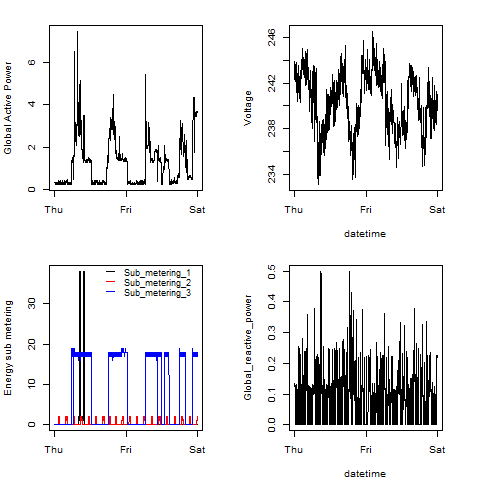 Global Active Power
6
4
2
0
Thu Fri Sat
Voltage
246
242
238
234
Thu Fri Sat
datetime
Energy sub metering
30
20
10
0
Sub_metering_1
Sub_metering_2
Sub_metering_3
Thu Fri Sat
Global_reactive_power
0.5
0.4
0.3
0.2
0.1
0.0
Thu Fri Sat
datetime